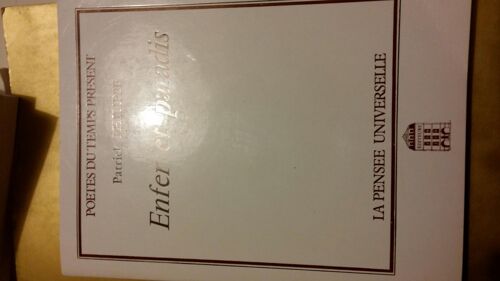 POETES DU TEMPS PRESENT
Patrick
Enfer et paradis
LA PENSEE UNIVERSELLE